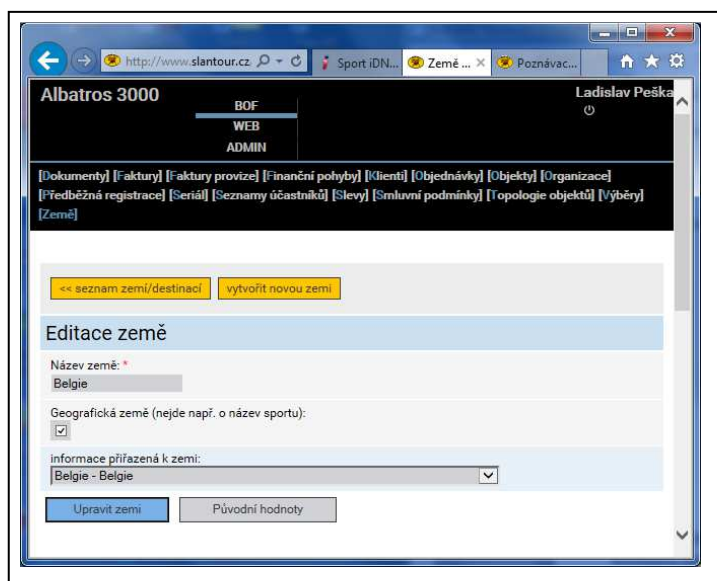 http://www.slantour.cz
Sport iDN...
Země ...
Poznávac...
Albatros 3000
Ladislav Peška
BOF
WEB
ADMIN
[Dokumenty] [Faktury] [Faktury provize] [Finanční pohyby] [Klienti] [Objednávky] [Objekty] [Organizace]
[Předběžná registrace] [Seriál] [Seznamy účastníků] [Slevy] [Smluvní podmínky] [Topologie objektů] [Výběry]
[Země]
<< seznam zemí/destinací vytvořit novou zemi
Editace země
Název země: *
Belgie
Geografická země (nejde např. o název sportu):
informace přiřazená k zemi:
Belgie - Belgie
Upravit zemi Původní hodnoty